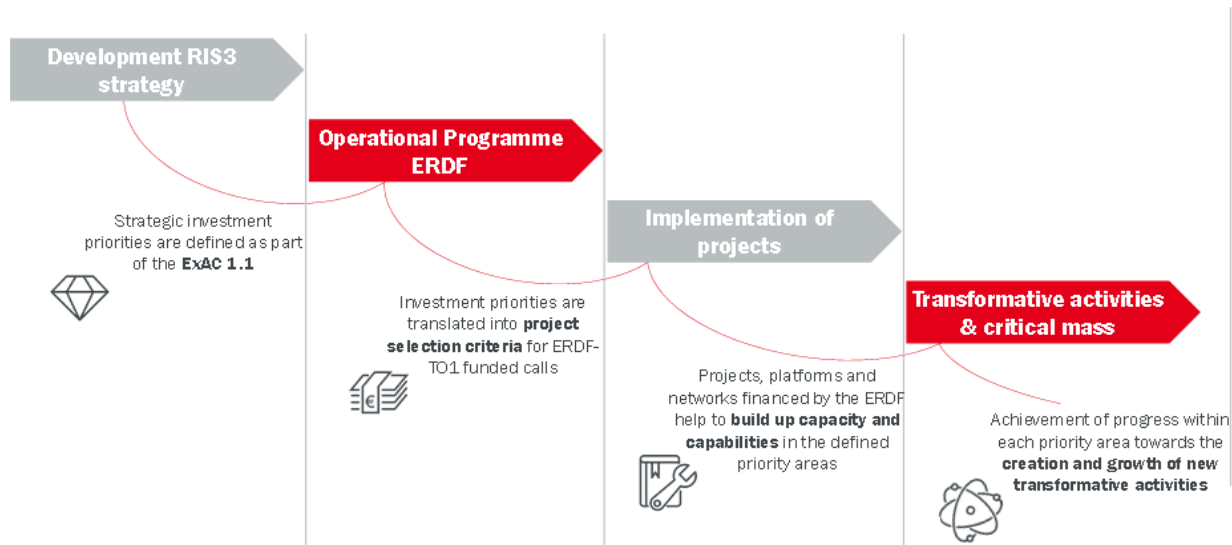 Development RIS3
strategy
Strategic investment
priorities are defined as part
of the ExAC 1.1
Operational Programme
ERDF
Investment priorities are
translated into project
selection criteria for ERDF-
TO1 funded calls
€
Implementation of
projects
Projects, platforms and
networks financed by the ERDF
help to build up capacity and
capabilities in the defined
priority areas
Transformative activities
& critical mass
Achievement of progress within
each priority area towards the
creation and growth of new
transformative activities